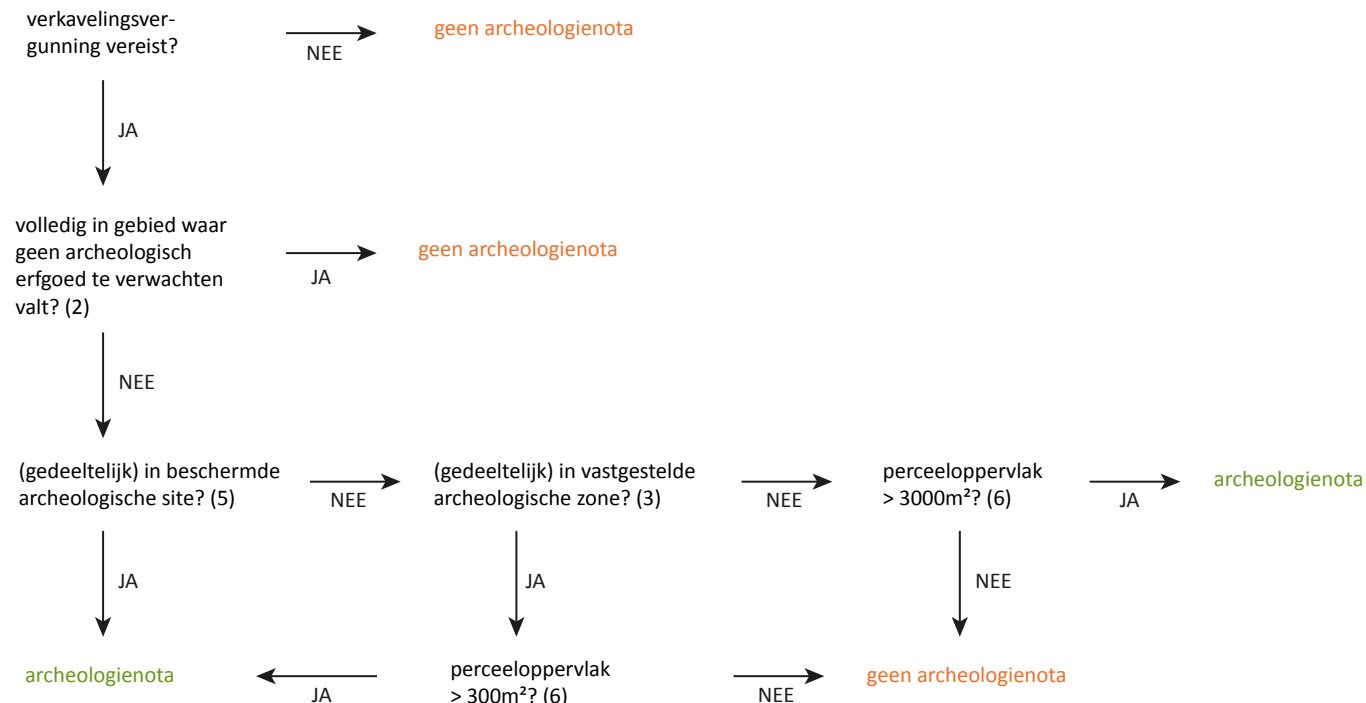 verkavelingsver-
gunning vereist?
NEE
geen archeologienota
JA
volledig in gebied waar
geen archeologisch
erfgoed te verwachten
valt? (2)
JA
geen archeologienota
NEE
(gedeeltelijk) in beschermde
archeologische site? (5)
NEE
(gedeeltelijk) in vastgestelde
archeologische zone? (3)
NEE
perceeloppervlak
> 3000m²? (6)
JA
archeologienota
JA
JA
NEE
archeologienota
JA
perceeloppervlak
> 300m²? (6)
NEE
geen archeologienota